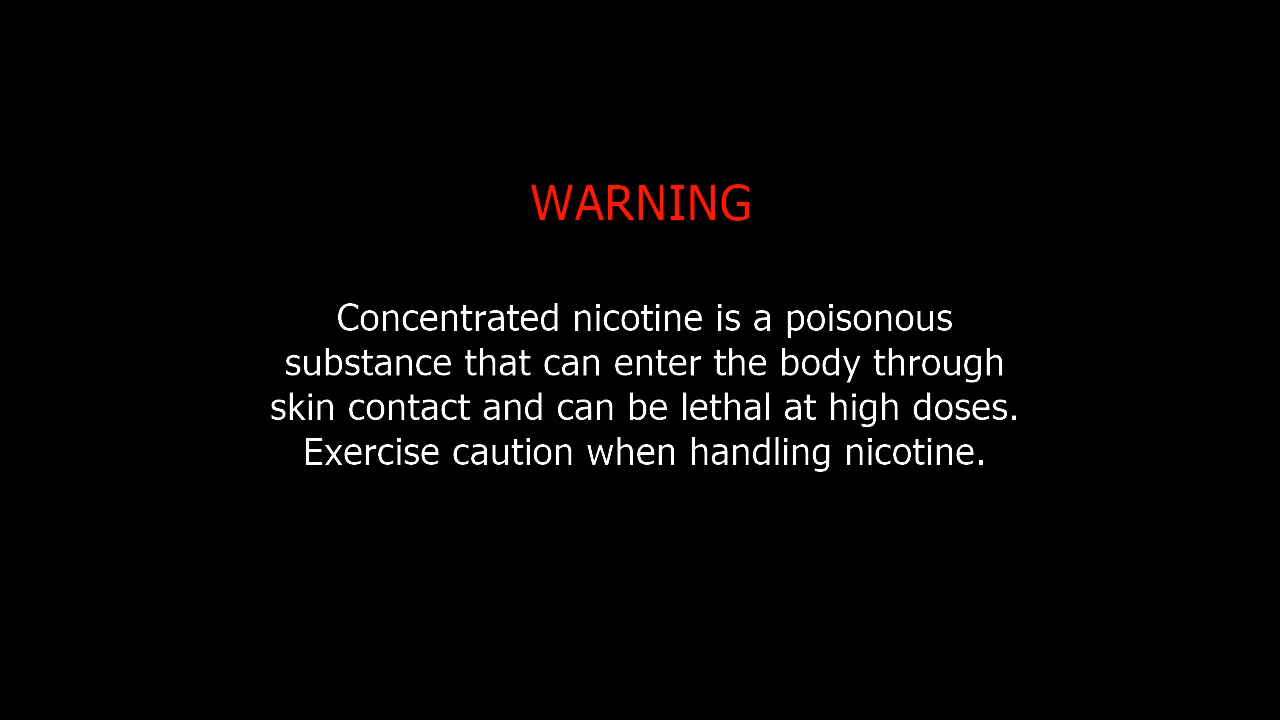 WARNING
Concentrated nicotine is a poisonous
substance that can enter the body through
skin contact and can be lethal at high doses.
Exercise caution when handling nicotine.